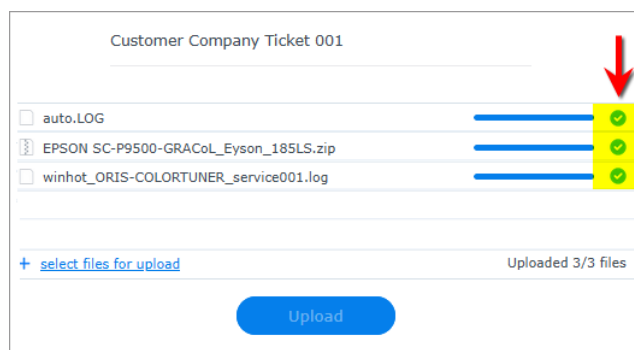 Customer Company Ticket 001
auto.LOG
EPSON SC-P9500-GRACoL_Eyson_185LS.zip
winhot_ORIS-COLORTUNER_service001.log
+ select files for upload
Uploaded 3/3 files
Upload